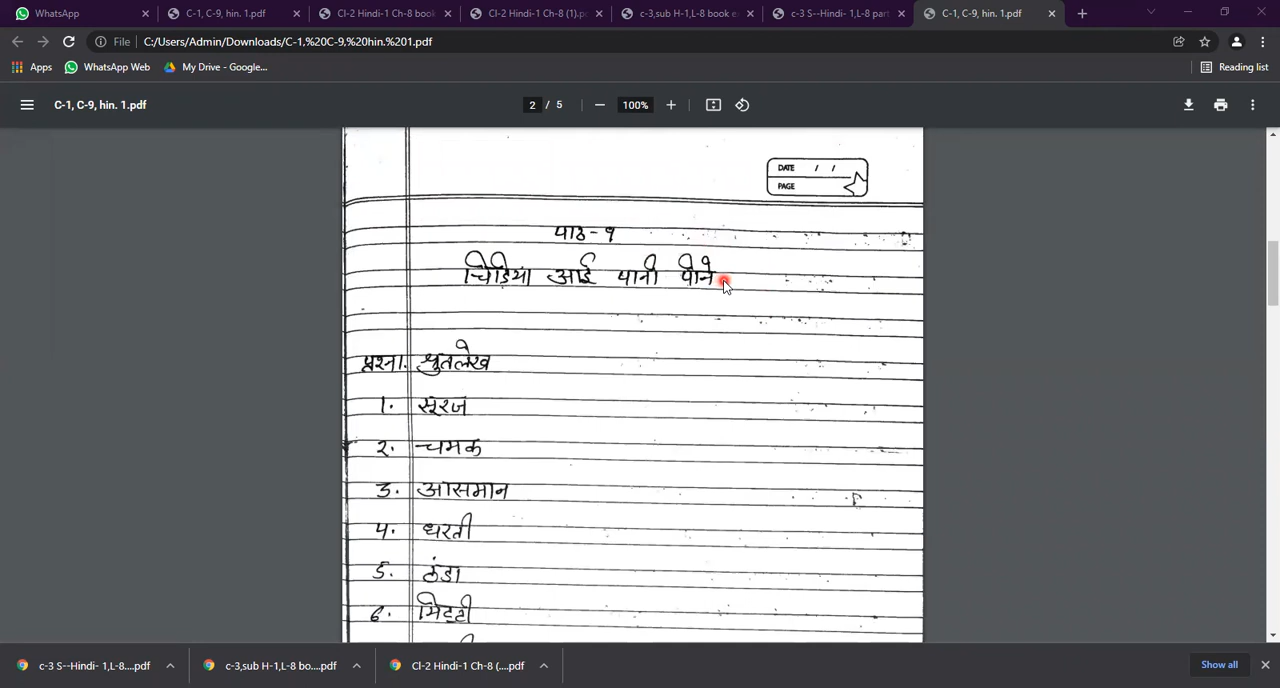 WhatsApp
C-1, C-9, hin. 1.pdf
Cl-2 Hindi-1 Ch-8 book
Cl-2 Hindi-1 Ch-8 (1).p
c-3,sub H-1,L-8 book e
c-3 S--Hindi- 1,L-8 part
C-1, C-9, hin. 1.pdf
File
C:/Users/Admin/Downloads/C-1,%20C-9,%20hin.%201.pdf
Apps
WhatsApp Web
My Drive - Google...
Reading list
C-1, C-9, hin. 1.pdf
2 / 5
100%
DATE / /
PAGE
पाठ-९
चिड़िया आई पानी पीने
प्रश्न१. श्रुतलेख
1. सूरज
२. चमक
३. आसमान
४. धरती
5. ठंडा
6. मिट्टी
c-3 S--Hindi- 1,L-8....pdf
c-3,sub H-1,L-8 bo....pdf
Cl-2 Hindi-1 Ch-8 (....pdf
Show all